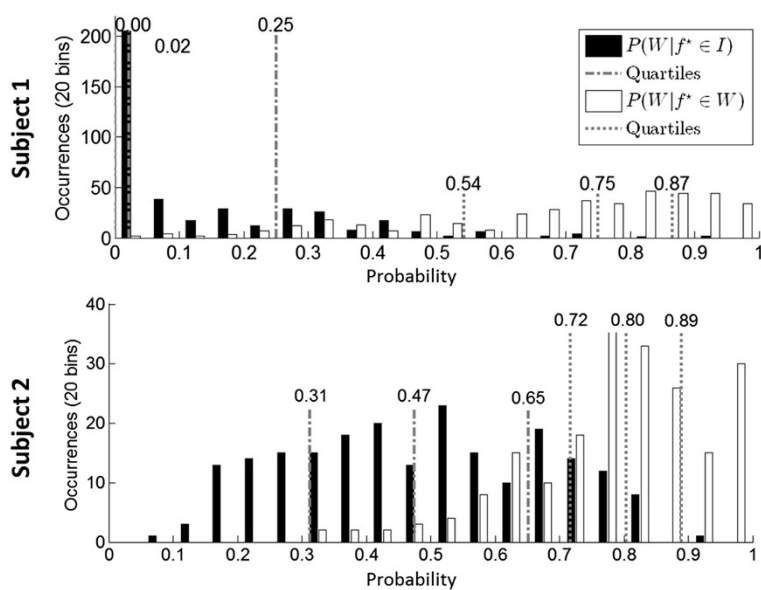 Subject 1
Occurrences (20 bins)
200
150
100
50
0
0.00
0.02
0.25
0.54
0.75
0.87
P(W|f* ∈ I)
Quartiles
P(W|f* ∈ W)
Quartiles
0 0.1 0.2 0.3 0.4 0.5 0.6 0.7 0.8 0.9 1
Probability
Subject 2
Occurrences (20 bins)
40
30
20
10
0
0.31
0.47
0.65
0.72
0.80
0.89
0 0.1 0.2 0.3 0.4 0.5 0.6 0.7 0.8 0.9 1
Probability